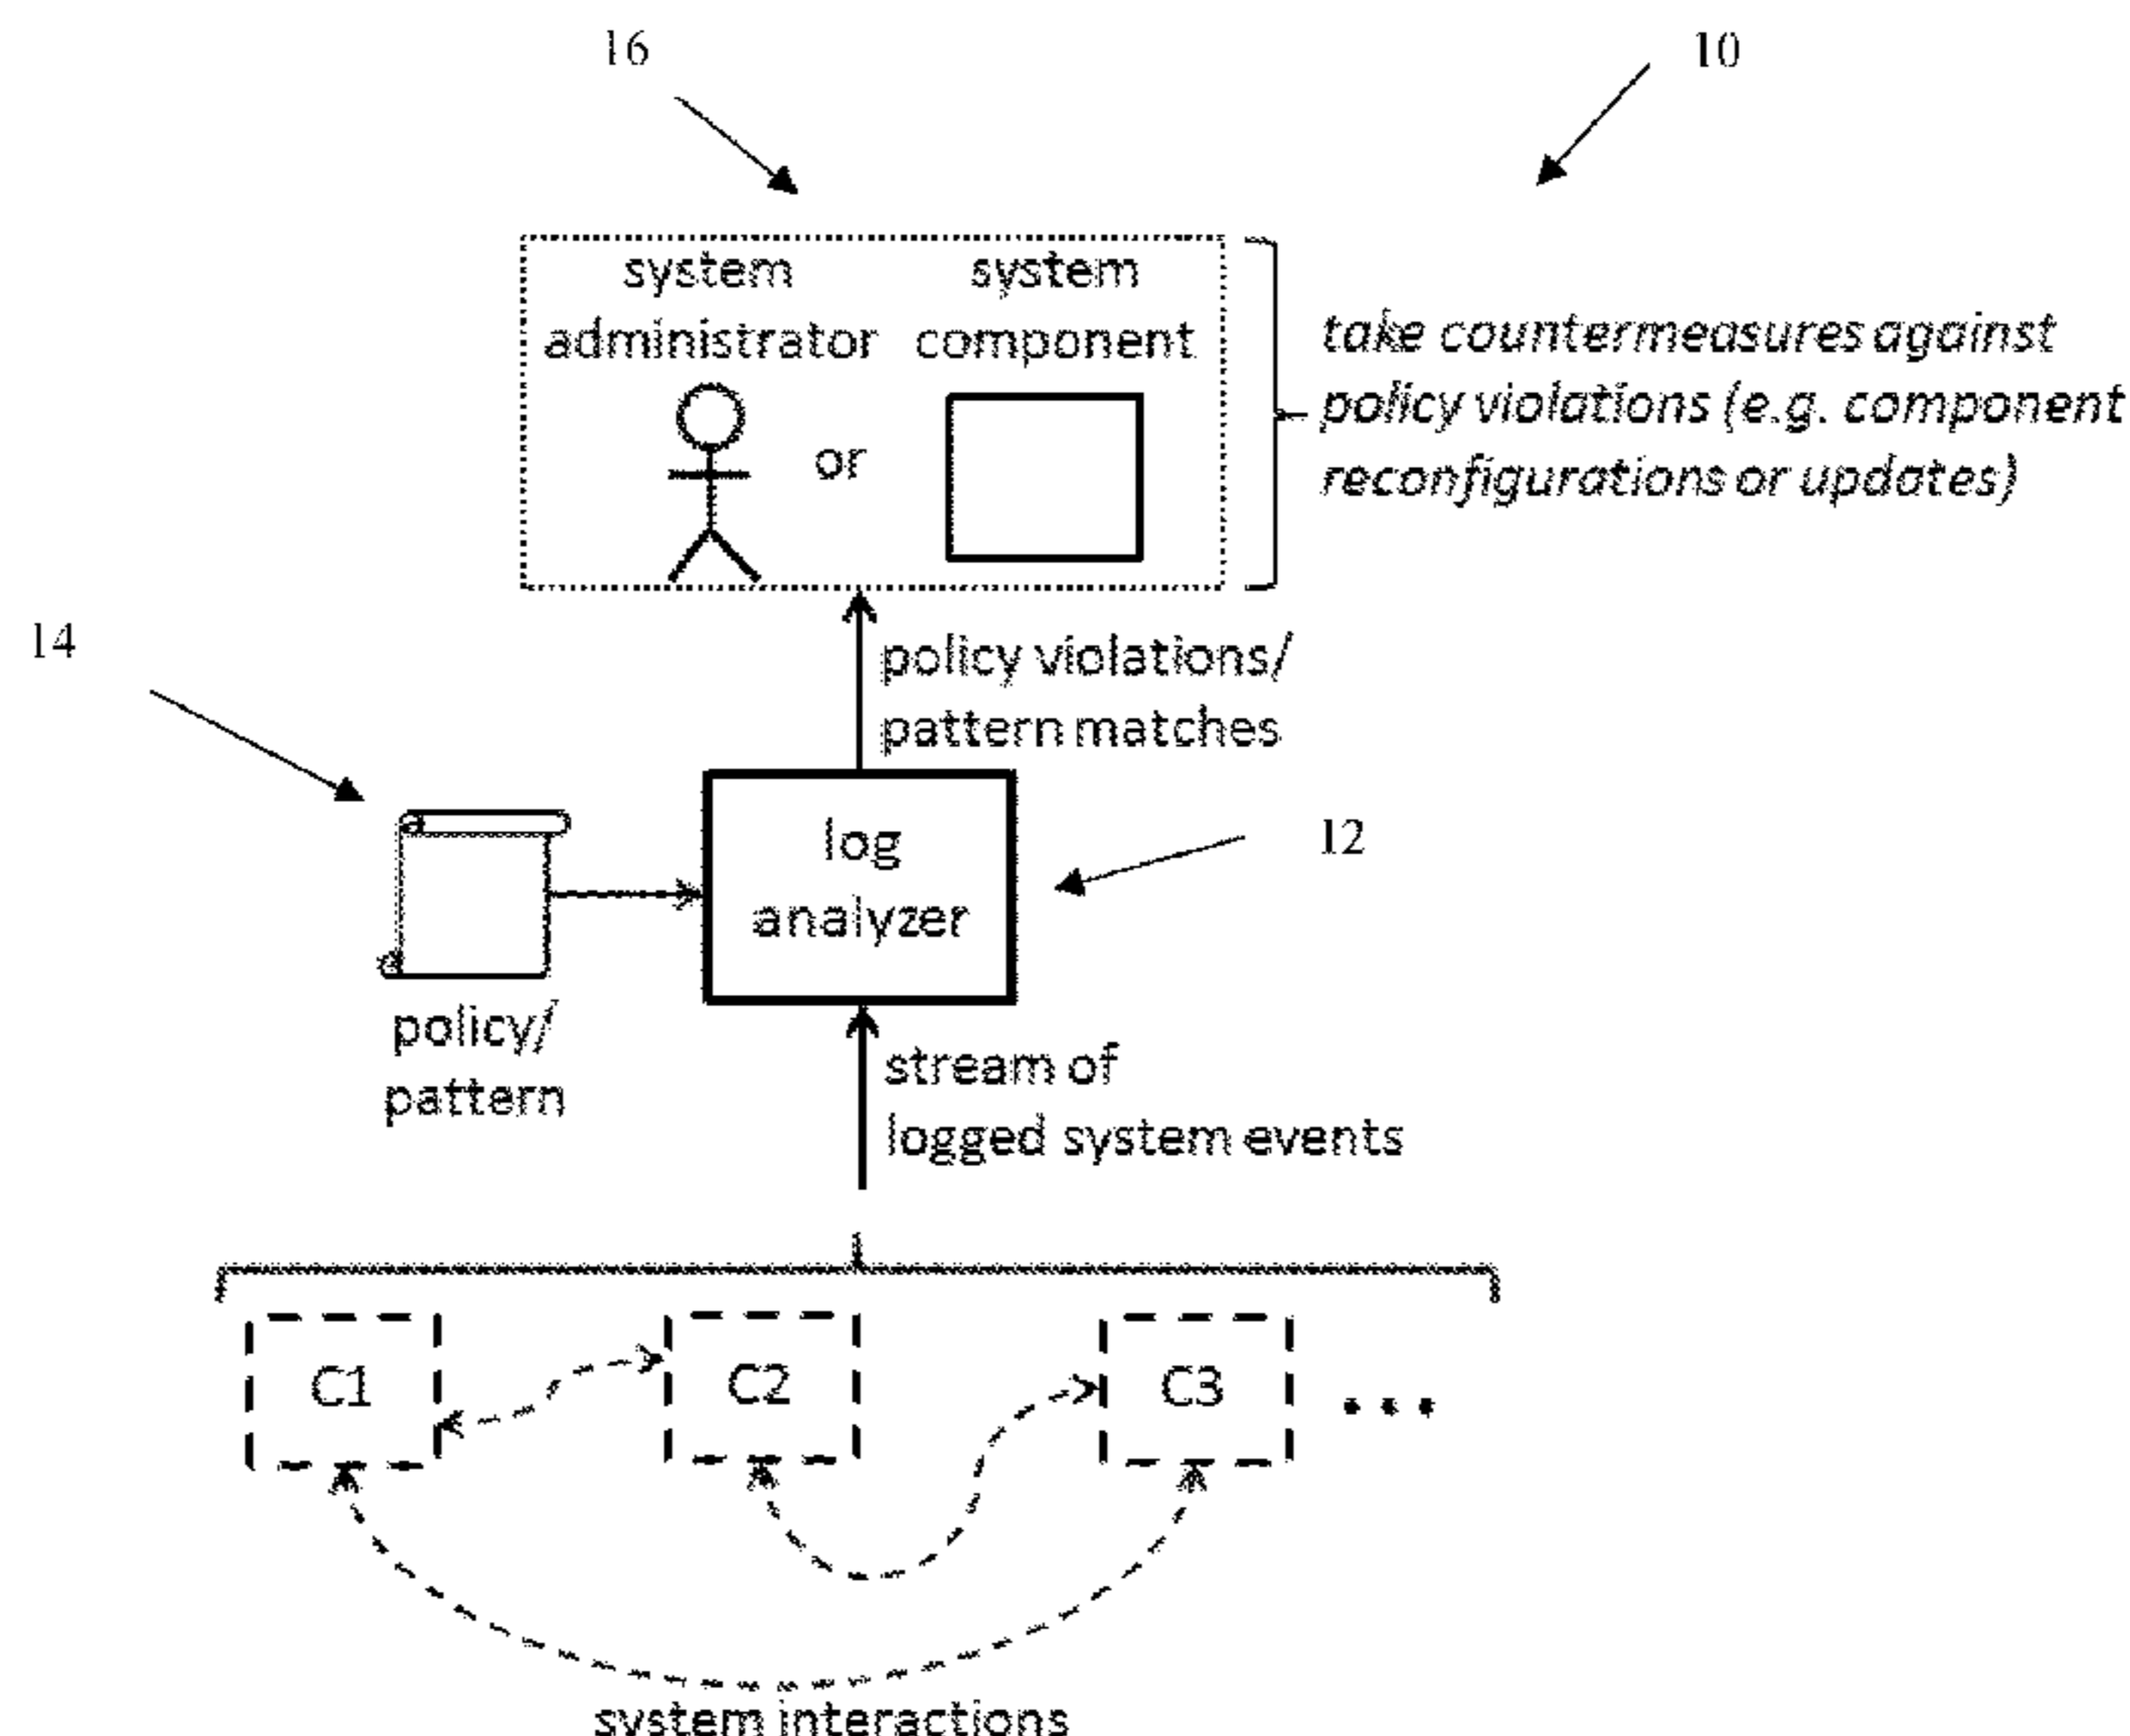 16
10
system system
administrator component
or
take countermeasures against
policy violations (e.g. component
reconfigurations or updates)
14
policy violations/
pattern matches
12
log
analyzer
policy/
pattern
stream of
logged system events
C1
C2
C3
...
system interactions